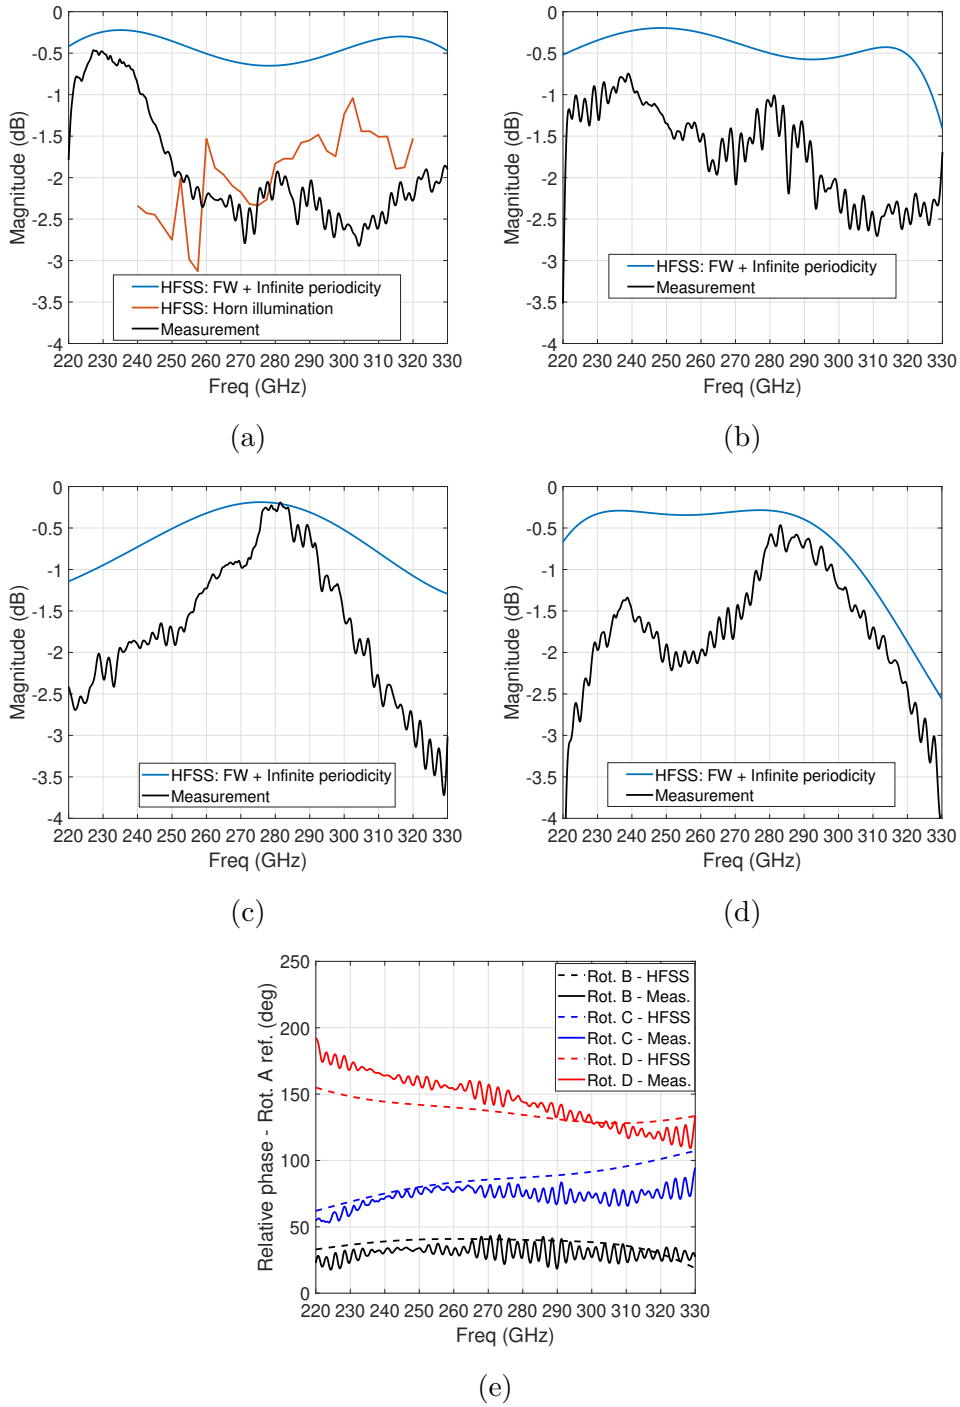 0
-0.5
-1
-1.5
-2
-2.5
-3
-3.5
-4
Magnitude (dB)
HFSS: FW + Infinite periodicity
HFSS: Horn illumination
Measurement
220 230 240 250 260 270 280 290 300 310 320 330
Freq (GHz)
(a)
0
-0.5
-1
-1.5
-2
-2.5
-3
-3.5
-4
Magnitude (dB)
HFSS: FW + Infinite periodicity
Measurement
220 230 240 250 260 270 280 290 300 310 320 330
Freq (GHz)
(b)
0
-0.5
-1
-1.5
-2
-2.5
-3
-3.5
-4
Magnitude (dB)
HFSS: FW + Infinite periodicity
Measurement
220 230 240 250 260 270 280 290 300 310 320 330
Freq (GHz)
(c)
0
-0.5
-1
-1.5
-2
-2.5
-3
-3.5
-4
Magnitude (dB)
HFSS: FW + Infinite periodicity
Measurement
220 230 240 250 260 270 280 290 300 310 320 330
Freq (GHz)
(d)
250
200
150
100
50
0
Relative phase - Rot. A ref. (deg)
Rot. B - HFSS
Rot. B - Meas.
Rot. C - HFSS
Rot. C - Meas.
Rot. D - HFSS
Rot. D - Meas.
220 230 240 250 260 270 280 290 300 310 320 330
Freq (GHz)
(e)